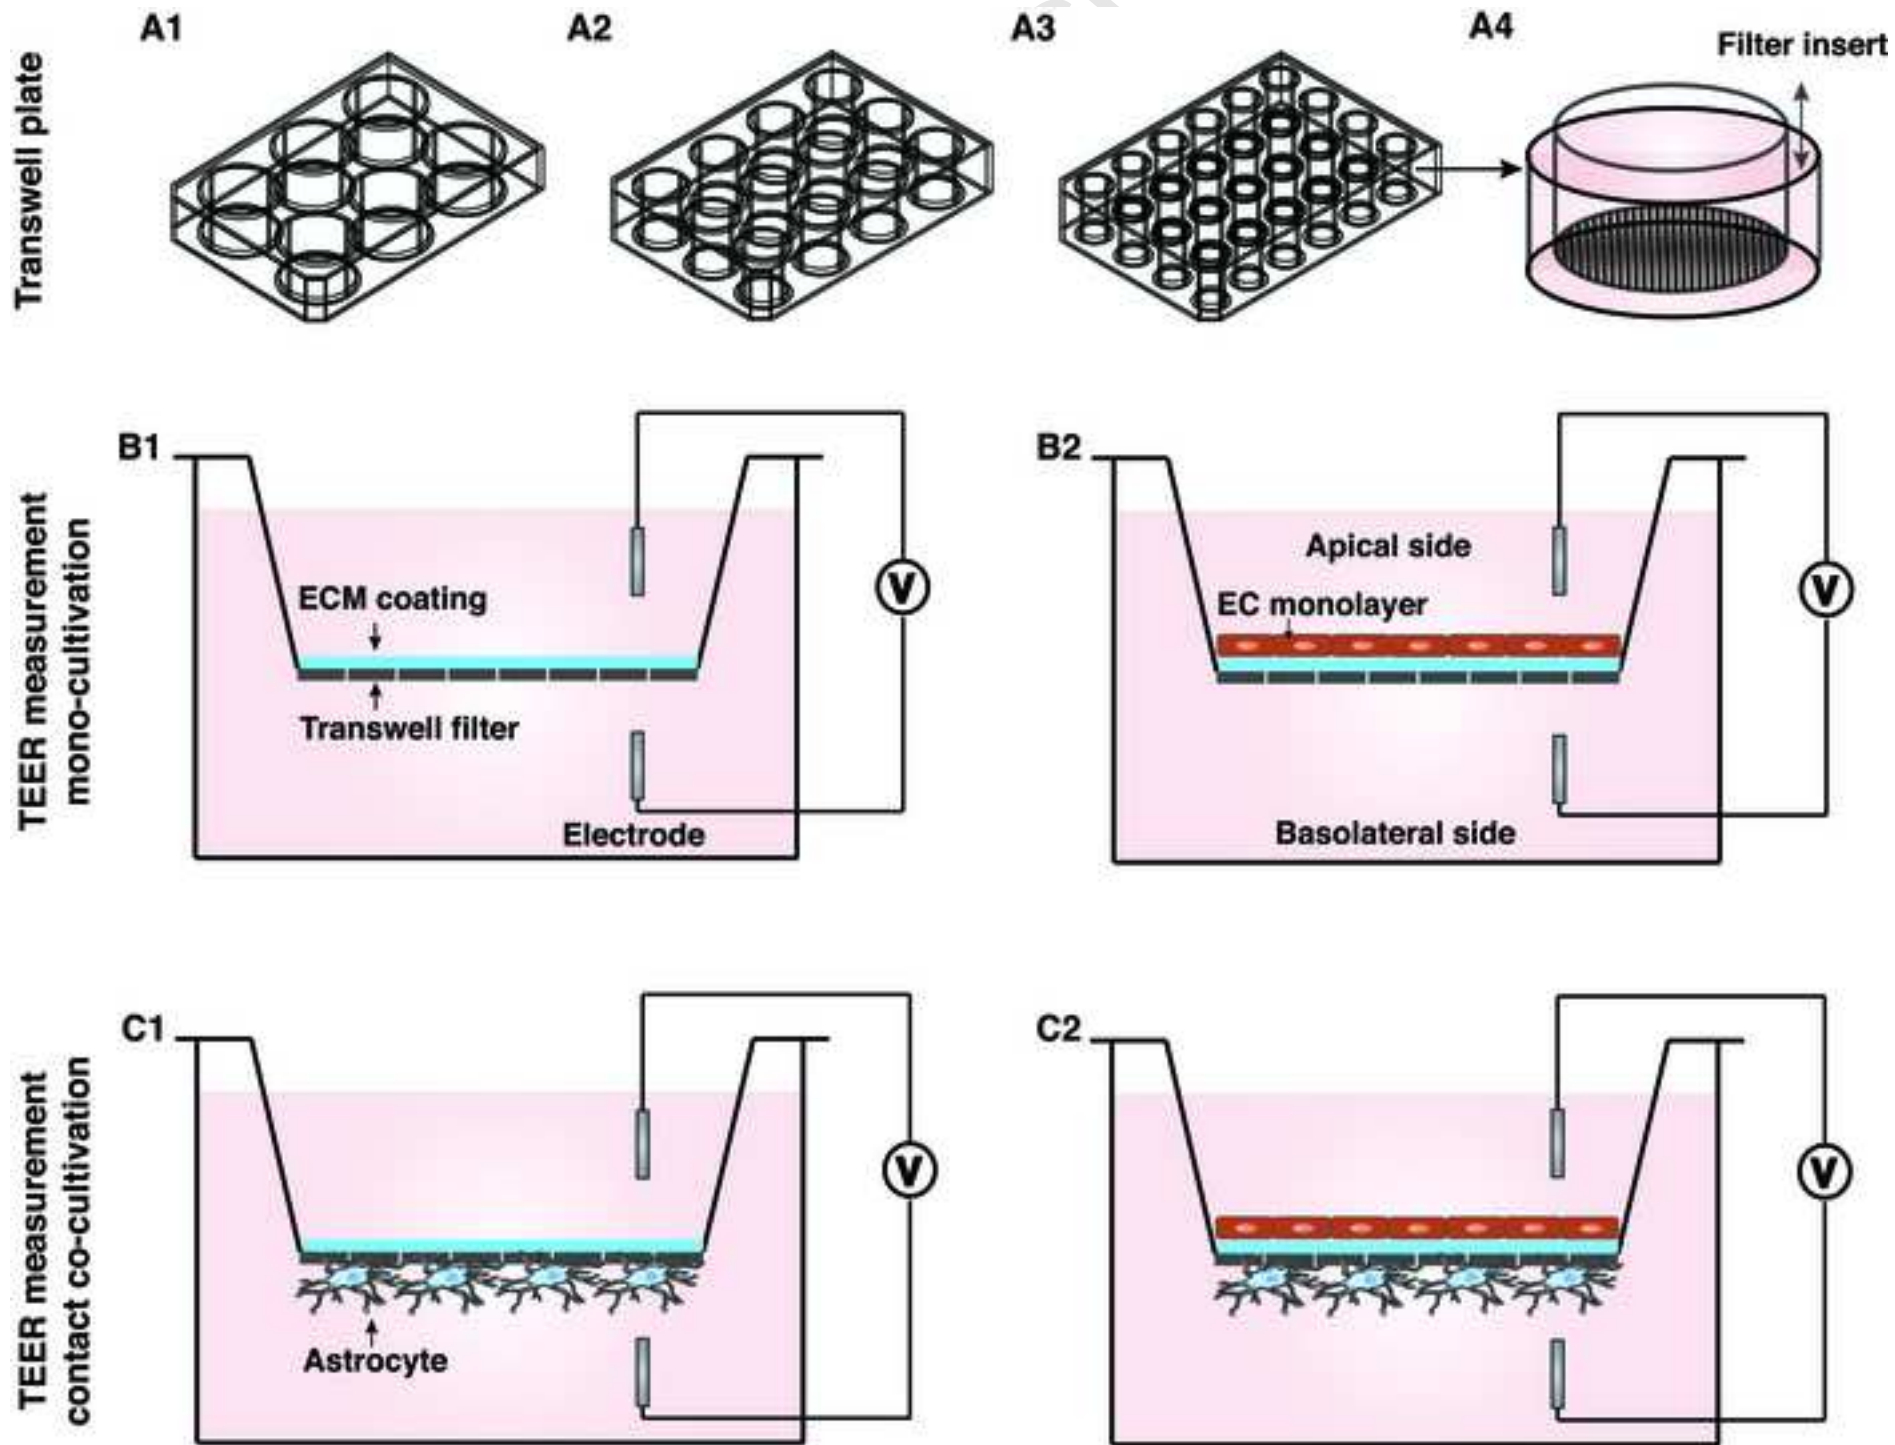 A1
A2
A3
A4
Filter insert
Transwell plate
B1
B2
TEER measurement
mono-cultivation
ECM coating
Transwell filter
Electrode
V
Apical side
EC monolayer
Basolateral side
V
C1
C2
TEER measurement
contact co-cultivation
Astrocyte
V
V